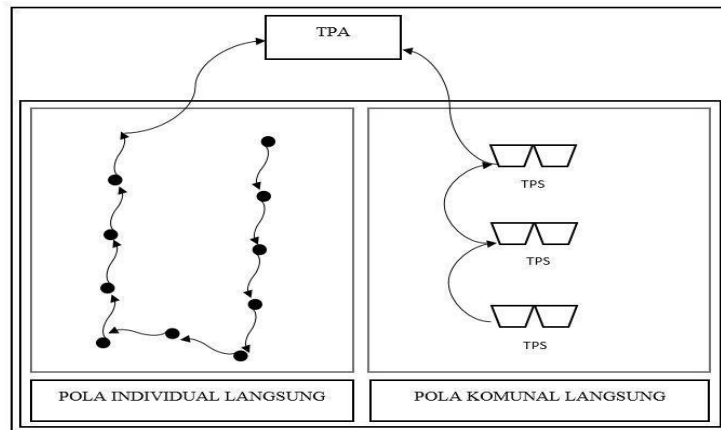 TPA
TPS
TPS
TPS
POLA INDIVIDUAL LANGSUNG
POLA KOMUNAL LANGSUNG